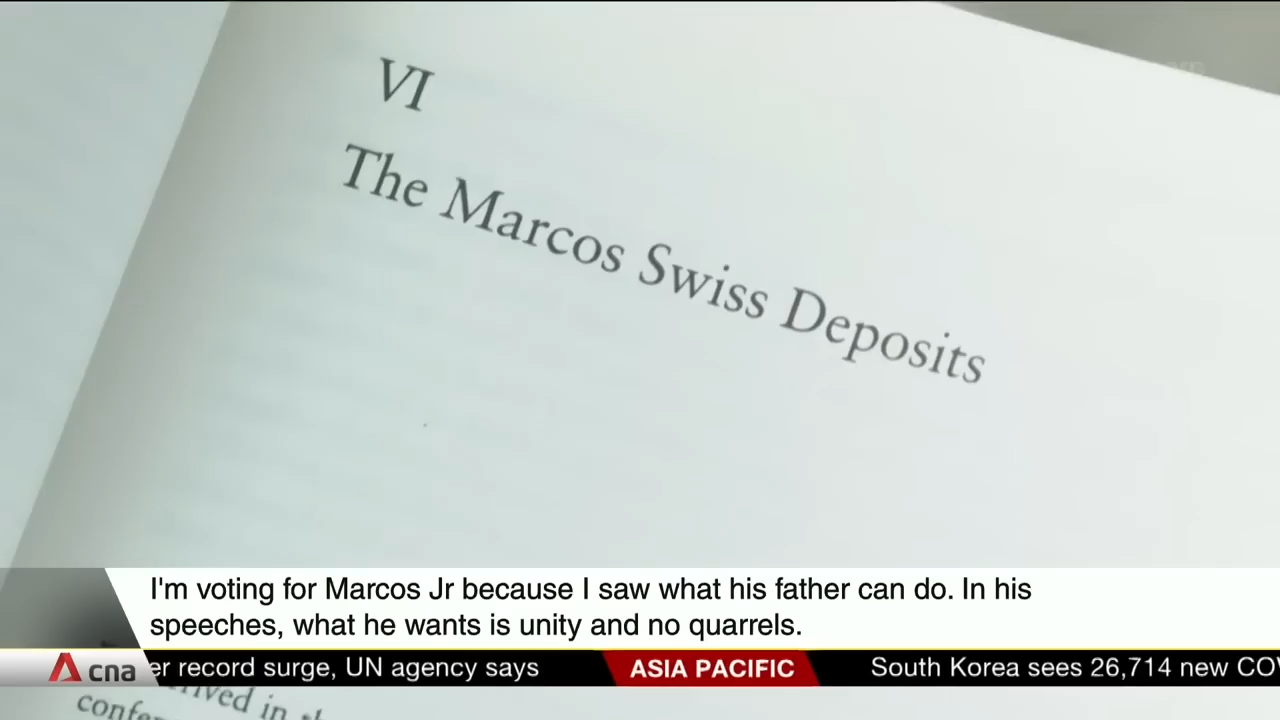 VI
The Marcos Swiss Deposits
I'm voting for Marcos Jr because I saw what his father can do. In his
speeches, what he wants is unity and no quarrels.
cna
er record surge, UN agency says
ASIA PACIFIC
South Korea sees 26,714 new
in